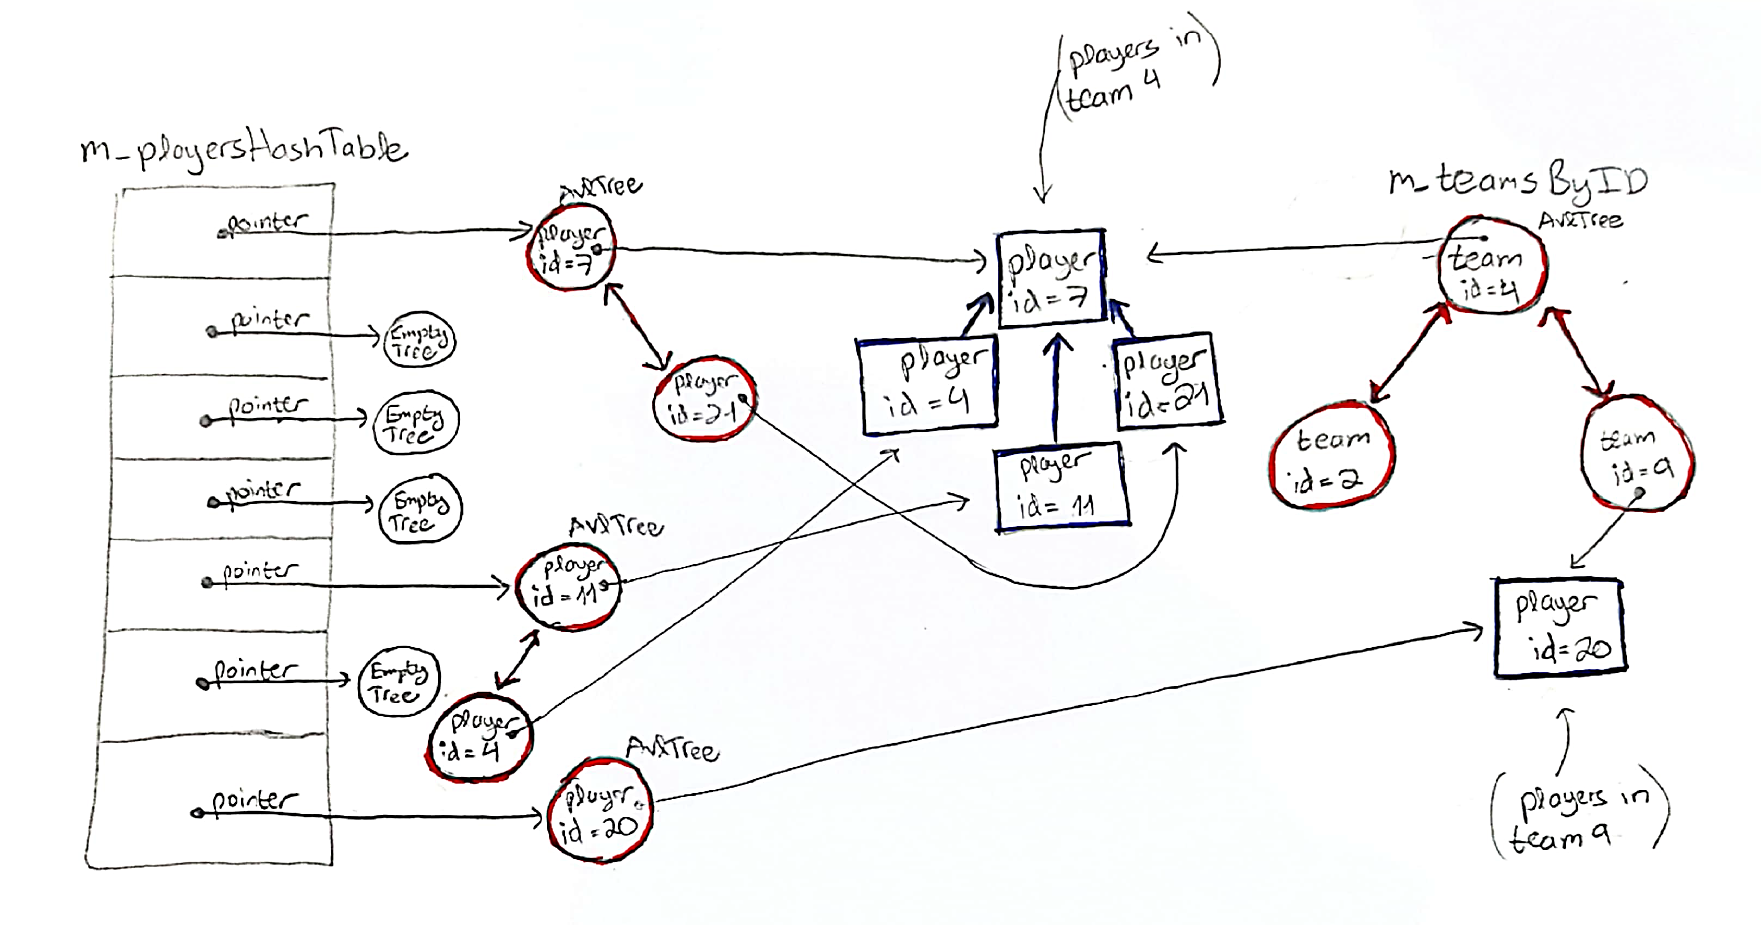 (players in)
(team 4
m_playersHashTable
m_teamsByID
AvlTree
AvlTree
pointer
player
id=7
player
id=7
team
id=4
pointer
Empty
Tree
player
id=4
player
id=21
player
id=21
pointer
Empty
Tree
team
id=2
team
id=9
player
id=11
pointer
Empty
Tree
AvlTree
pointer
player
id=11
player
id=20
pointer
Empty
Tree
player
id=4
AvlTree
pointer
player
id=20
(players in)
team 9